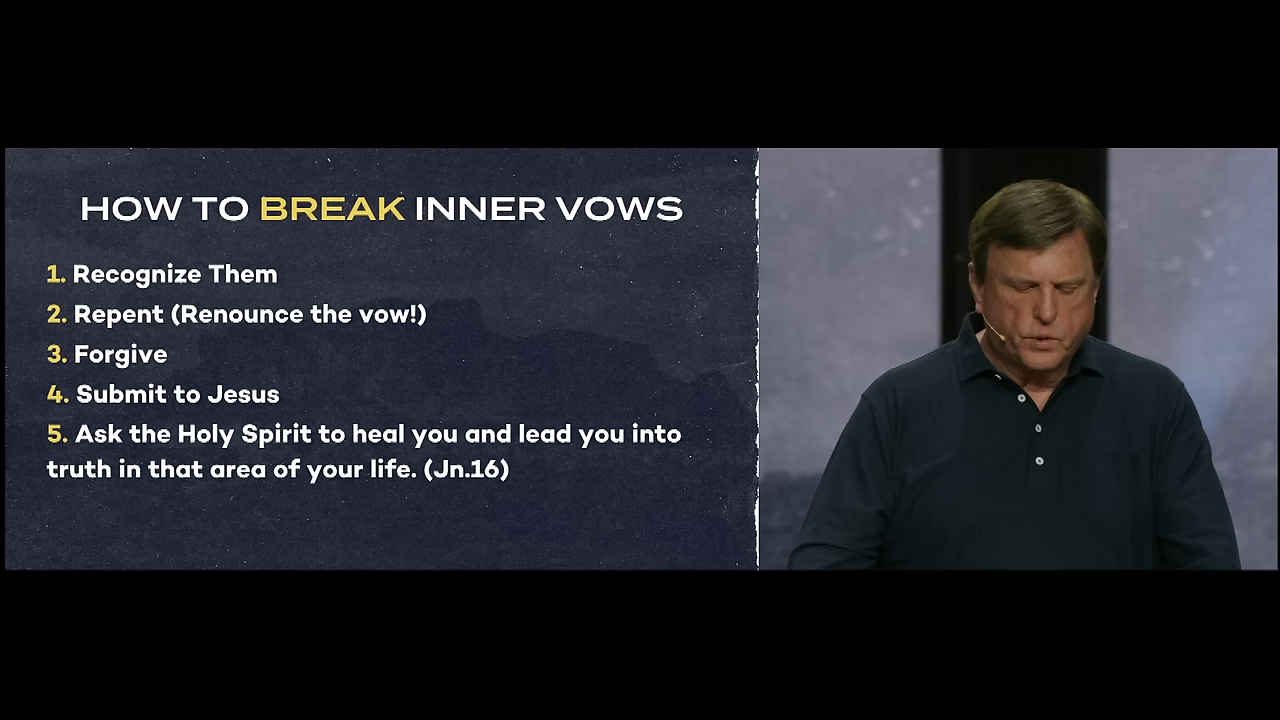 HOW TO BREAK INNER VOWS
1. Recognize Them
2. Repent (Renounce the vow!)
3. Forgive
4. Submit to Jesus
5. Ask the Holy Spirit to heal you and lead you into
truth in that area of your life. (Jn.16)